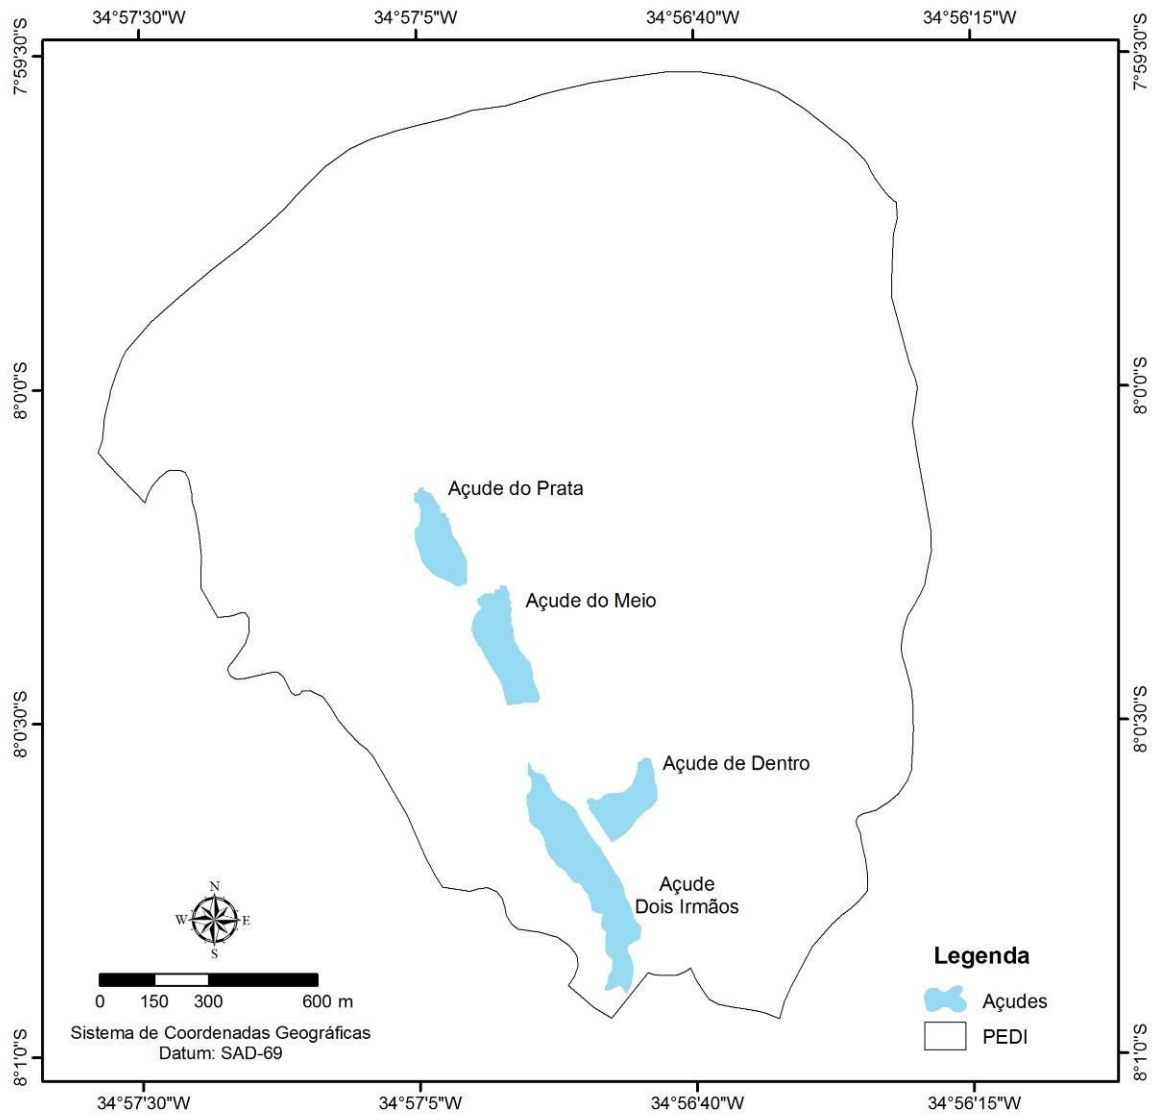 34°57'30"W 34°57'5"W 34°56'40"W 34°56'15"W
7°59'30"S 7°59'30"S
8°0'0"S 8°0'0"S
Açude do Prata
Açude do Meio
8°0'30"S 8°0'30"S
Açude de Dentro
Açude
Dois Irmãos
N
W E
S
0 150 300 600 m
Sistema de Coordenadas Geográficas
Datum: SAD-69
Legenda
Açudes
PEDI
8°1'0"S 8°1'0"S
34°57'30"W 34°57'5"W 34°56'40"W 34°56'15"W